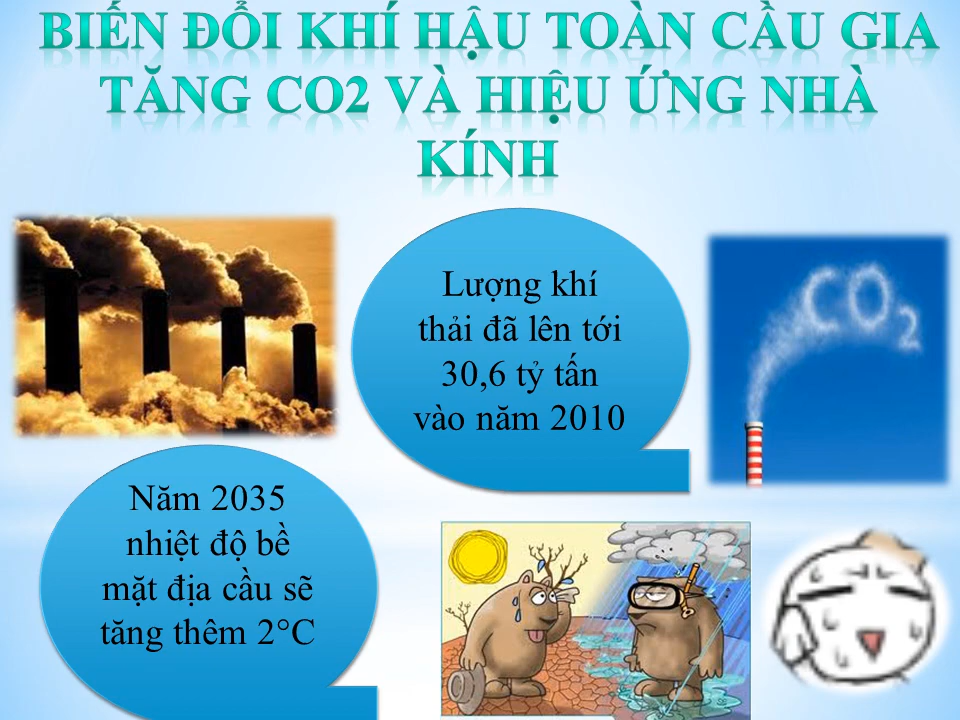 BIẾN ĐỔI KHÍ HẬU TOÀN CẦU GIA
TĂNG CO2 VÀ HIỆU ỨNG NHÀ
KÍNH
Lượng khí
thải đã lên tới
30,6 tỷ tấn
vào năm 2010
CO2
Năm 2035
nhiệt độ bề
mặt địa cầu sẽ
tăng thêm 2°C